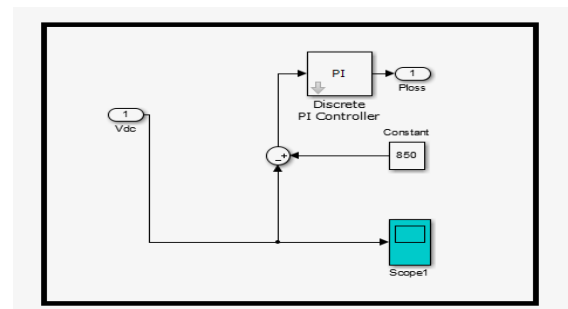 PI
1
Ploss
Discrete
PI Controller
1
Vdc
Constant
850
Scope1